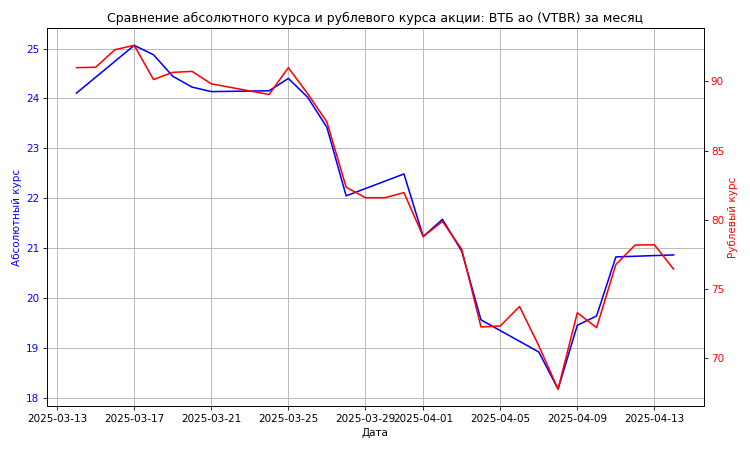 Сравнение абсолютного курса и рублевого курса акции: ВТБ ао (VTBR) за месяц
25
24
23
22
21
20
19
18
Абсолютный курс
90
85
80
75
70
Рублевый курс
2025-03-13 2025-03-17 2025-03-21 2025-03-25 2025-03-29 2025-04-01 2025-04-05 2025-04-09 2025-04-13
Дата